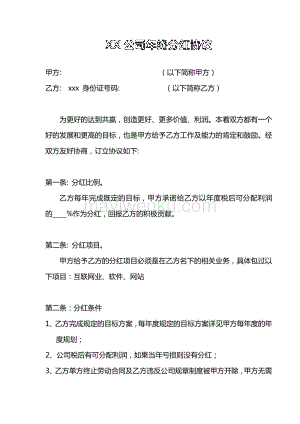 XX公司年终分红协议
甲方:                （以下简称甲方）
乙方:  xxx 身份证号码:        （以下简称乙方）
为更好的达到共赢，创造更好、更多价值、利润。本着双方都有一个
好的发展和更高的目标，也是甲方给予乙方工作及能力的肯定和鼓励。经
双方友好协商，订立协议如下:
第一条: 分红比例。
乙方每年完成既定的目标，甲方承诺给乙方以年度税后可分配利润
的____%作为分红，回报乙方的积极贡献。
第二条: 分红项目。
甲方给予乙方的分红项目必须是在乙方名下的相关业务，具体包过以
下项目：互联网业、软件、网站
第二条：分红条件
1、乙方完成规定的目标方案，每年度规定的目标方案详见甲方每年度的年
度规划；
2、公司税后有可分配利润，如果当年亏损则没有分红；
3、乙方单方终止劳动合同及乙方违反公司规章制度被甲方开除，甲方无需